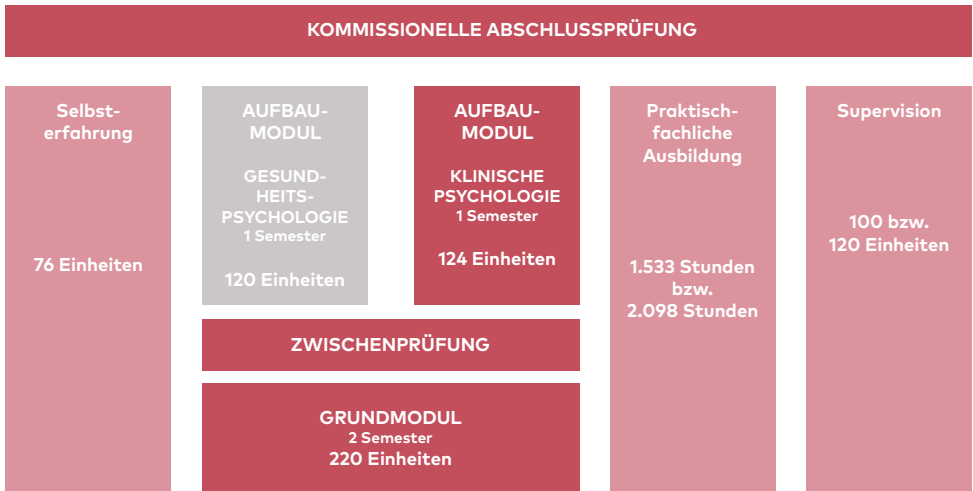 KOMMISSIONELLE ABSCHLUSSPRÜFUNG
Selbst-
erfahrung
76 Einheiten
AUFBAU-
MODUL
GESUND-
HEITS-
PSYCHOLOGIE
1 Semester
120 Einheiten
AUFBAU-
MODUL
KLINISCHE
PSYCHOLOGIE
1 Semester
124 Einheiten
ZWISCHENPRÜFUNG
GRUNDMODUL
2 Semester
220 Einheiten
Praktisch-
fachliche
Ausbildung
1.533 Stunden
bzw.
2.098 Stunden
Supervision
100 bzw.
120 Einheiten